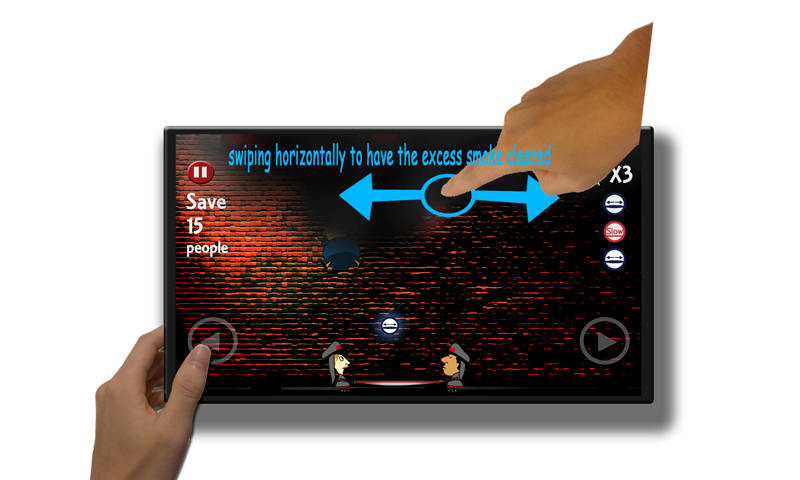 swiping horizontally to have the excess smoke cleared
X3
Save
15
people
Slow